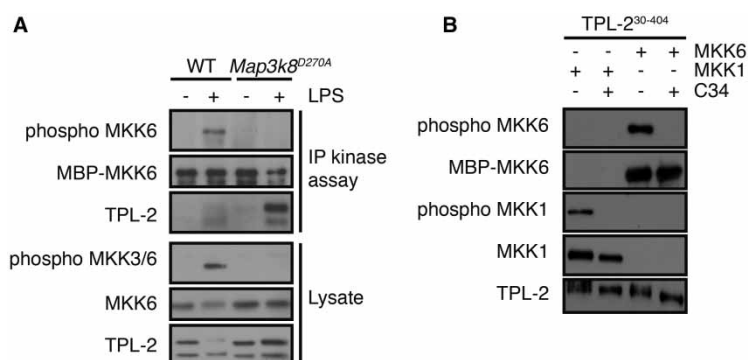 A
WT Map3k8D270A
- + - + LPS
phospho MKK6
MBP-MKK6
TPL-2
IP kinase
assay
phospho MKK3/6
MKK6
TPL-2
Lysate
B
TPL-230-404
- - + + MKK6
+ + - - MKK1
- + - + C34
phospho MKK6
MBP-MKK6
phospho MKK1
MKK1
TPL-2